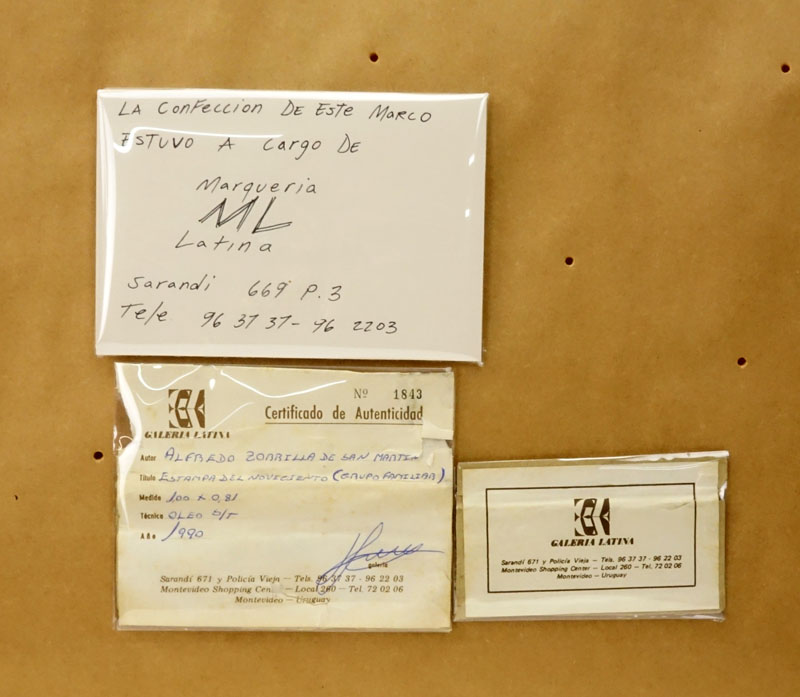 LA CONFECCION DE ESTE MARCO
ESTUVO A CARGO DE
Marqueria
ML
Latina
Sarandi 669 P.3
Tele 96 37 37 - 96 2203
Nº 1843
Certificado de Autenticidad
GALERIA LATINA
Autor ALFREDO ZORRILLA DE SAN MARTIN
Título ESTAMPA DEL NOVECIENTO (GRUPO FAMILIAR)
Medida 100 x 0,81
Técnica OLEO S/T
Año 1990
galería
Sarandí 671 y Policía Vieja — Tels. 96 37 37 - 96 22 03
Montevideo Shopping Cen — Local 260 — Tel. 72 02 06
Montevideo — Uruguay
GALERIA LATINA
Sarandí 671 y Policía Vieja — Tels. 96 37 37 - 96 22 03
Montevideo Shopping Center — Local 260 - Tel. 72 02 06
Montevideo — Uruguay